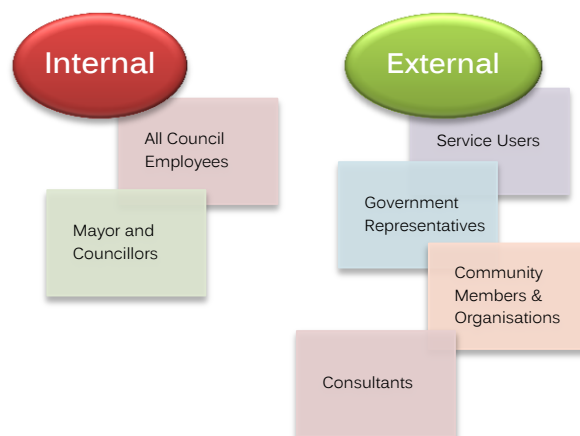 Internal
All Council
Employees
Mayor and
Councillors
External
Service Users
Government
Representatives
Community
Members &
Organisations
Consultants